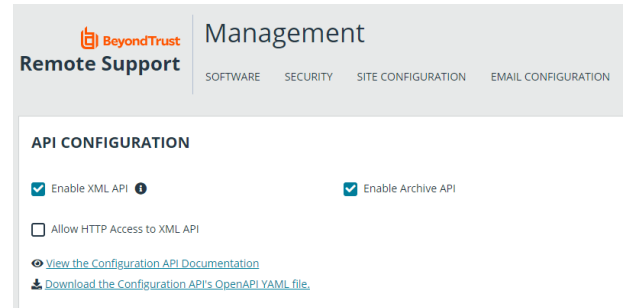 BeyondTrust
Remote Support
Management
SOFTWARE SECURITY SITE CONFIGURATION EMAIL CONFIGURATION
API CONFIGURATION
Enable XML API
Enable Archive API
Allow HTTP Access to XML API
View the Configuration API Documentation
Download the Configuration API's OpenAPI YAML file.